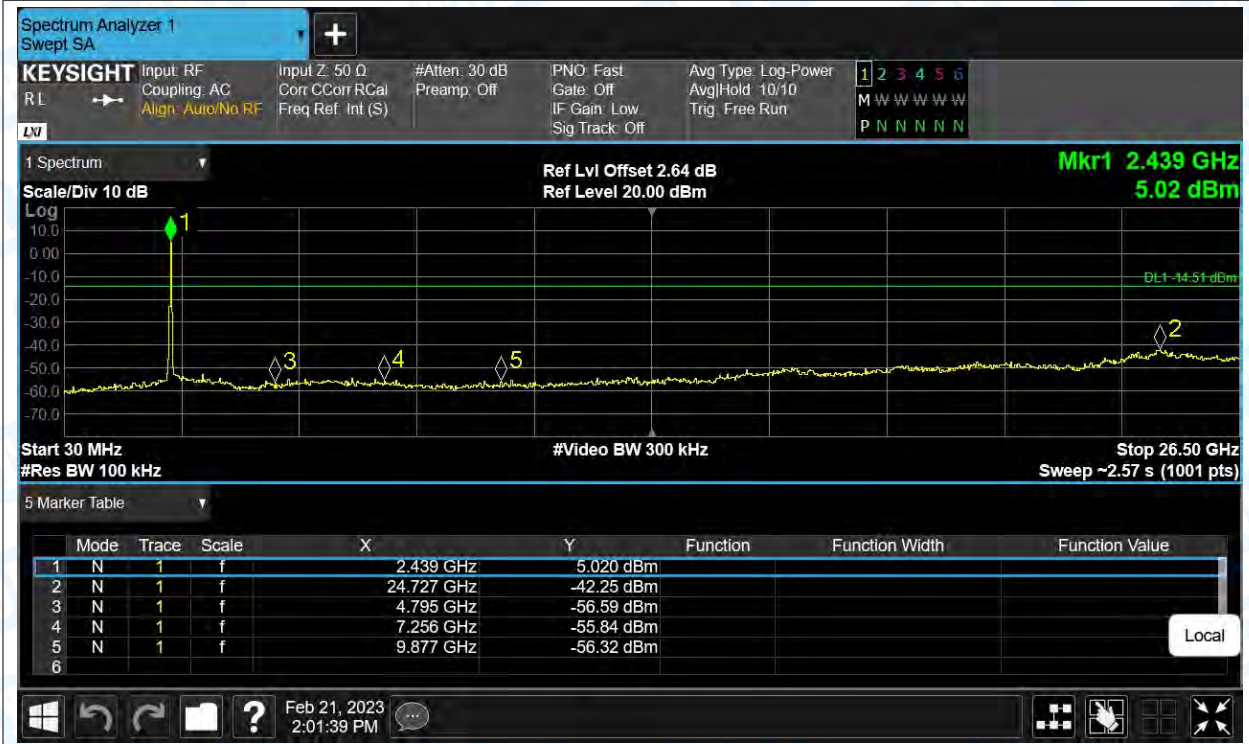 Spectrum Analyzer 1
Swept SA
KEYSIGHT
RL
LXI
Input: RF
Coupling: AC
Align: Auto/No RF
Input Z: 50 Ω
Corr CCorr RCal
Freq Ref: Int (S)
#Atten: 30 dB
Preamp: Off
PNO: Fast
Gate: Off
IF Gain: Low
Sig Track: Off
Avg Type: Log-Power
Avg|Hold: 10/10
Trig: Free Run
1 2 3 4 5 6
M W W W W W
P N N N N N
1 Spectrum
Scale/Div 10 dB
Ref Lvl Offset 2.64 dB
Ref Level 20.00 dBm
Mkr1 2.439 GHz
5.02 dBm
Log
10.0
0.00
-10.0
-20.0
-30.0
-40.0
-50.0
-60.0
-70.0
1
DL1 -14.51 dBm
2
3
4
5
Start 30 MHz
#Res BW 100 kHz
#Video BW 300 kHz
Stop 26.50 GHz
Sweep ~2.57 s (1001 pts)
5 Marker Table
Mode Trace Scale X Y Function Function Width Function Value
1 N 1 f 2.439 GHz 5.020 dBm
2 N 1 f 24.727 GHz -42.25 dBm
3 N 1 f 4.795 GHz -56.59 dBm
4 N 1 f 7.256 GHz -55.84 dBm
5 N 1 f 9.877 GHz -56.32 dBm
6
Local
?
Feb 21, 2023
2:01:39 PM